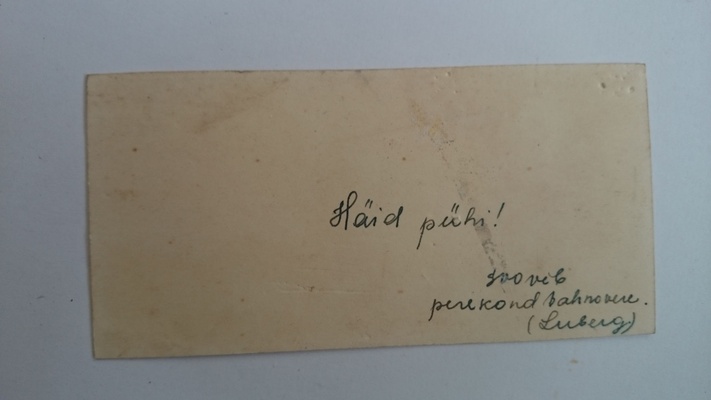 Häid pühi!
soovib
perekond